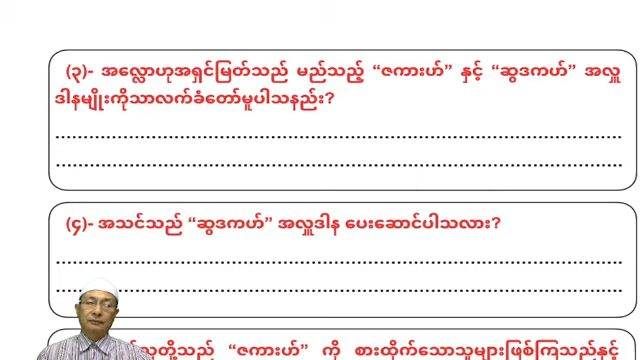 (၃)- အလ္လောဟုအရှင်မြတ်သည် မည်သည့် “ဇကားဟ်” နှင့် “ဆွဒကဟ်” အလှူ
ဒါနမျိုးကိုသာလက်ခံတော်မူပါသနည်း?
(၄)- အသင်သည် “ဆွဒကဟ်” အလှူဒါန ပေးဆောင်ပါသလား?
“ဇကားဟ်” ကို စားထိုက်သောသူများဖြစ်ကြသည်နှင့်